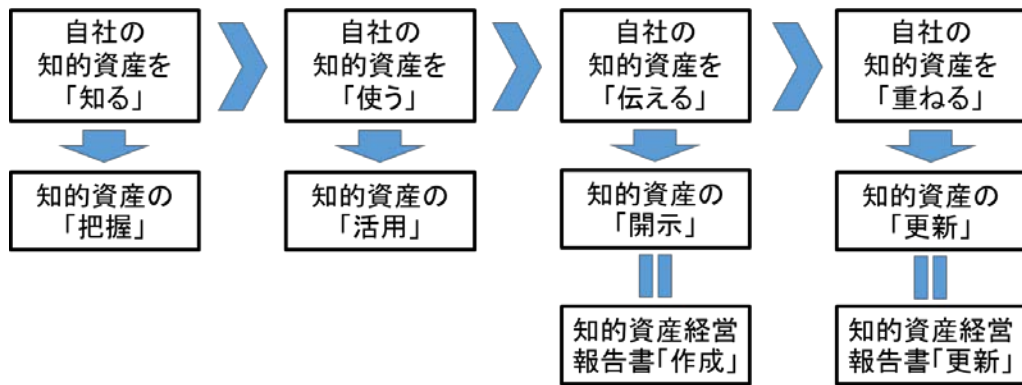 自社の
知的資産を
「知る」
自社の
知的資産を
「使う」
自社の
知的資産を
「伝える」
自社の
知的資産を
「重ねる」
知的資産の
「把握」
知的資産の
「活用」
知的資産の
「開示」
知的資産の
「更新」
知的資産経営
報告書「作成」
知的資産経営
報告書「更新」